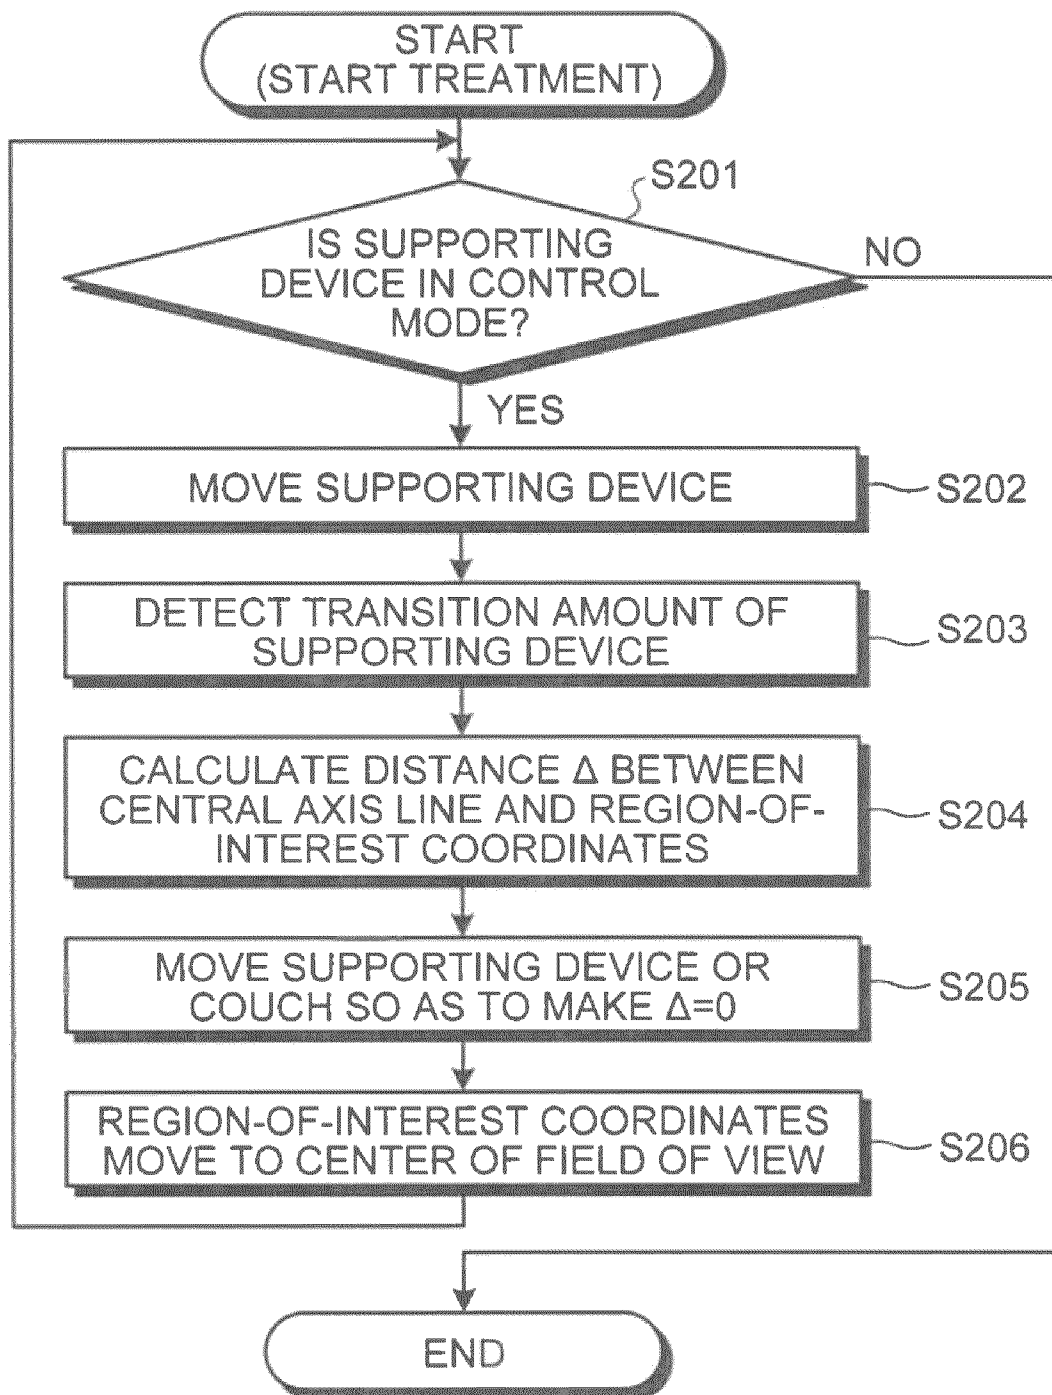 START
(START TREATMENT)
S201
IS SUPPORTING
DEVICE IN CONTROL
MODE?
NO
YES
MOVE SUPPORTING DEVICE
S202
DETECT TRANSITION AMOUNT OF
SUPPORTING DEVICE
S203
CALCULATE DISTANCE Δ BETWEEN
CENTRAL AXIS LINE AND REGION-OF-
INTEREST COORDINATES
S204
MOVE SUPPORTING DEVICE OR
COUCH SO AS TO MAKE Δ=0
S205
REGION-OF-INTEREST COORDINATES
MOVE TO CENTER OF FIELD OF VIEW
S206
END